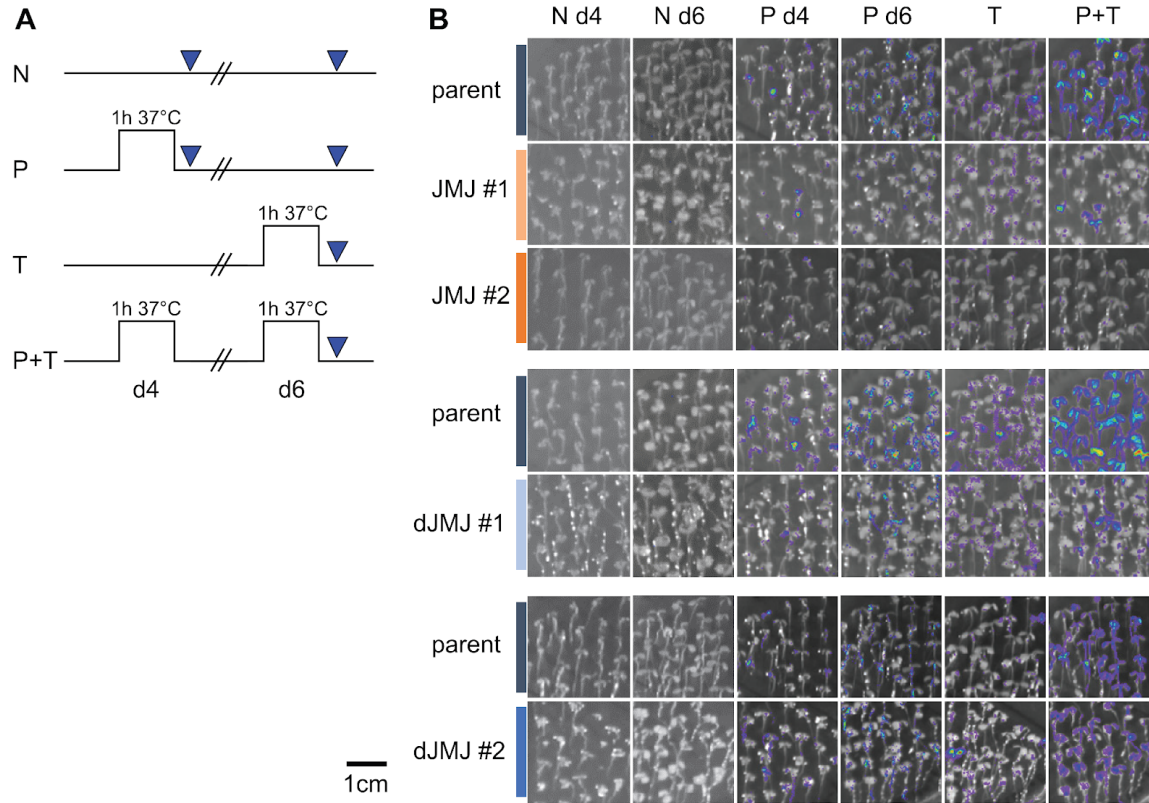 A
N
1h 37°C
P
1h 37°C
T
1h 37°C 1h 37°C
P+T
d4 d6
1cm
B
N d4 N d6 P d4 P d6 T P+T
parent
JMJ #1
JMJ #2
parent
dJMJ #1
parent
dJMJ #2